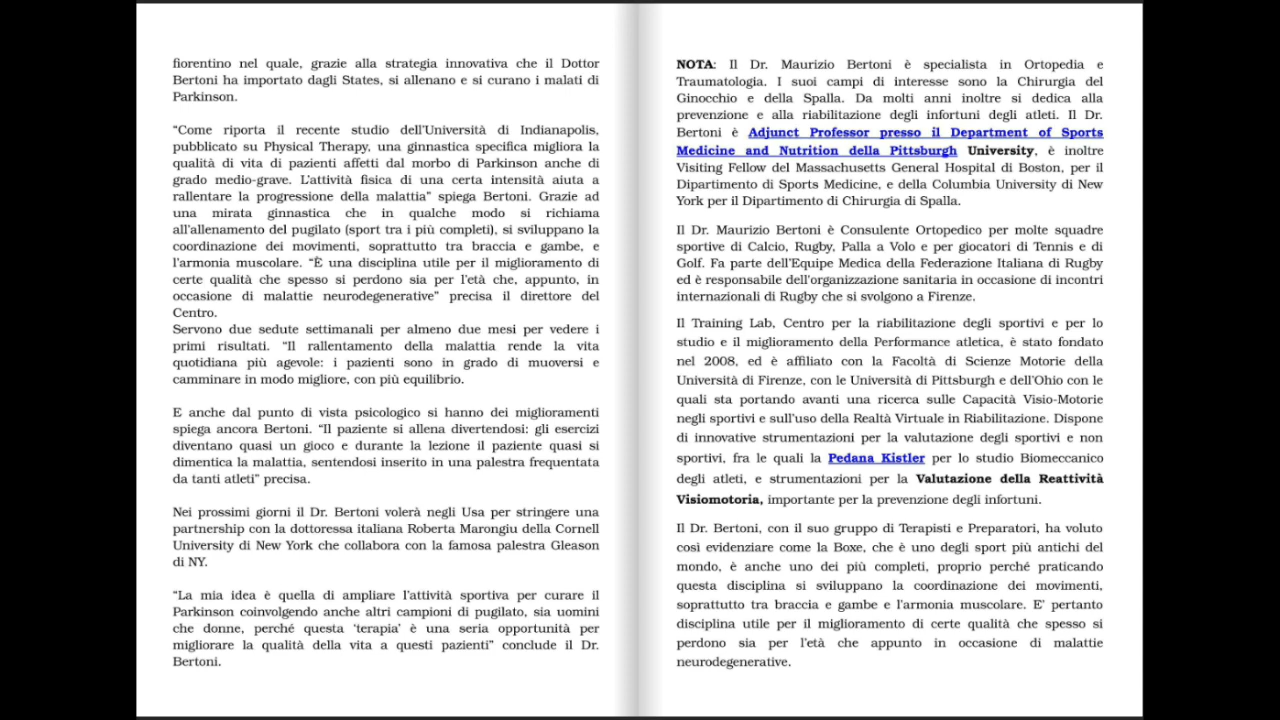 fiorentino nel quale, grazie alla strategia innovativa che il Dottor
Bertoni ha importato dagli States, si allenano e si curano i malati di
Parkinson.
“Come riporta il recente studio dell’Università di Indianapolis,
pubblicato su Physical Therapy, una ginnastica specifica migliora la
qualità di vita di pazienti affetti dal morbo di Parkinson anche di
grado medio-grave. L’attività fisica di una certa intensità aiuta a
rallentare la progressione della malattia” spiega Bertoni. Grazie ad
una mirata ginnastica che in qualche modo si richiama
all’allenamento del pugilato (sport tra i più completi), si sviluppano la
coordinazione dei movimenti, soprattutto tra braccia e gambe, e
l’armonia muscolare. “È una disciplina utile per il miglioramento di
certe qualità che spesso si perdono sia per l’età che, appunto, in
occasione di malattie neurodegenerative” precisa il direttore del
Centro.
Servono due sedute settimanali per almeno due mesi per vedere i
primi risultati. “Il rallentamento della malattia rende la vita
quotidiana più agevole: i pazienti sono in grado di muoversi e
camminare in modo migliore, con più equilibrio.
E anche dal punto di vista psicologico si hanno dei miglioramenti
spiega ancora Bertoni. “Il paziente si allena divertendosi: gli esercizi
diventano quasi un gioco e durante la lezione il paziente quasi si
dimentica la malattia, sentendosi inserito in una palestra frequentata
da tanti atleti” precisa.
Nei prossimi giorni il Dr. Bertoni volerà negli Usa per stringere una
partnership con la dottoressa italiana Roberta Marongiu della Cornell
University di New York che collabora con la famosa palestra Gleason
di NY.
“La mia idea è quella di ampliare l’attività sportiva per curare il
Parkinson coinvolgendo anche altri campioni di pugilato, sia uomini
che donne, perché questa ‘terapia’ è una seria opportunità per
migliorare la qualità della vita a questi pazienti” conclude il Dr.
Bertoni.
NOTA: Il Dr. Maurizio Bertoni è specialista in Ortopedia e
Traumatologia. I suoi campi di interesse sono la Chirurgia del
Ginocchio e della Spalla. Da molti anni inoltre si dedica alla
prevenzione e alla riabilitazione degli infortuni degli atleti. Il Dr.
Bertoni è Adjunct Professor presso il Department of Sports
Medicine and Nutrition della Pittsburgh University, è inoltre
Visiting Fellow del Massachusetts General Hospital di Boston, per il
Dipartimento di Sports Medicine, e della Columbia University di New
York per il Dipartimento di Chirurgia di Spalla.
Il Dr. Maurizio Bertoni è Consulente Ortopedico per molte squadre
sportive di Calcio, Rugby, Palla a Volo e per giocatori di Tennis e di
Golf. Fa parte dell’Equipe Medica della Federazione Italiana di Rugby
ed è responsabile dell’organizzazione sanitaria in occasione di incontri
internazionali di Rugby che si svolgono a Firenze.
Il Training Lab, Centro per la riabilitazione degli sportivi e per lo
studio e il miglioramento della Performance atletica, è stato fondato
nel 2008, ed è affiliato con la Facoltà di Scienze Motorie della
Università di Firenze, con le Università di Pittsburgh e dell’Ohio con le
quali sta portando avanti una ricerca sulle Capacità Visio-Motorie
negli sportivi e sull’uso della Realtà Virtuale in Riabilitazione. Dispone
di innovative strumentazioni per la valutazione degli sportivi e non
sportivi, fra le quali la Pedana Kistler per lo studio Biomeccanico
degli atleti, e strumentazioni per la Valutazione della Reattività
Visiomotoria, importante per la prevenzione degli infortuni.
Il Dr. Bertoni, con il suo gruppo di Terapisti e Preparatori, ha voluto
così evidenziare come la Boxe, che è uno degli sport più antichi del
mondo, è anche uno dei più completi, proprio perché praticando
questa disciplina si sviluppano la coordinazione dei movimenti,
soprattutto tra braccia e gambe e l’armonia muscolare. E’ pertanto
disciplina utile per il miglioramento di certe qualità che spesso si
perdono sia per l’età che appunto in occasione di malattie
neurodegenerative.